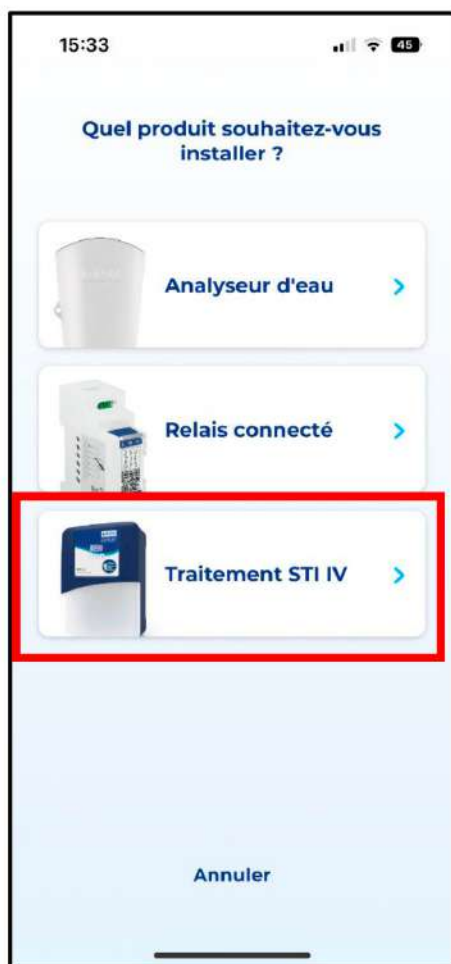 15:33
45
Quel produit souhaitez-vous
installer ?
Analyseur d'eau
Relais connecté
Traitement STI IV
Annuler